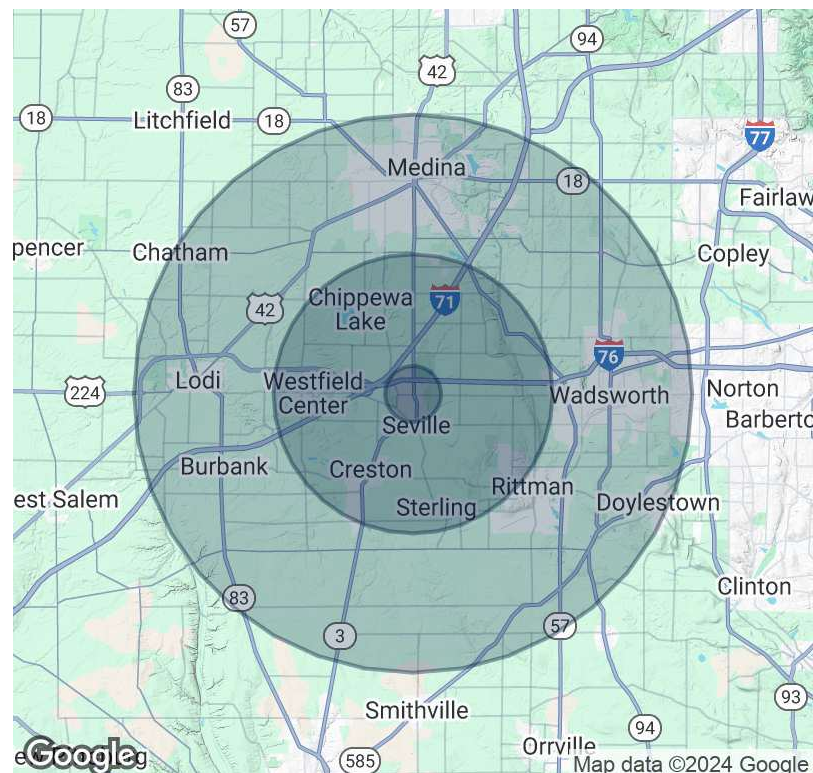 57
94
42
83
18
Litchfield
18
77
Medina
18
Fairlaw
pencer
Chatham
Copley
Chippewa
Lake
71
42
76
224
Lodi
Westfield
Center
Wadsworth
Norton
Barberto
Seville
Burbank
Creston
Rittman
est Salem
Sterling
Doylestown
Clinton
83
3
57
93
Smithville
94
Orrville
585
Google
Map data ©2024 Google